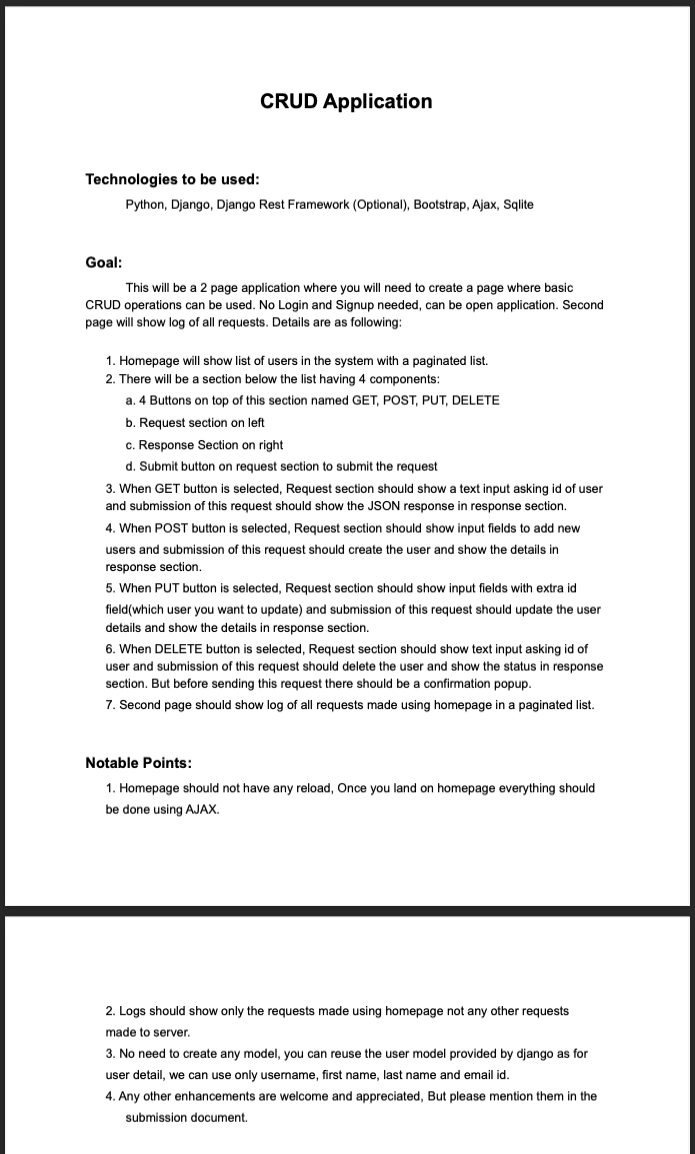 CRUD Application
Technologies to be used:
Python, Django, Django Rest Framework (Optional), Bootstrap, Ajax, Sqlite
Goal:
This will be a 2 page application where you will need to create a page where basic
CRUD operations can be used. No Login and Signup needed, can be open application. Second
page will show log of all requests. Details are as following:
1. Homepage will show list of users in the system with a paginated list.
2. There will be a section below the list having 4 components:
a. 4 Buttons on top of this section named GET, POST, PUT, DELETE
b. Request section on left
c. Response Section on right
d. Submit button on request section to submit the request
3. When GET button is selected, Request section should show a text input asking id of user
and submission of this request should show the JSON response in response section.
4. When POST button is selected, Request section should show input fields to add new
users and submission of this request should create the user and show the details in
response section.
5. When PUT button is selected, Request section should show input fields with extra id
field(which user you want to update) and submission of this request should update the user
details and show the details in response section.
6. When DELETE button is selected, Request section should show text input asking id of
user and submission of this request should delete the user and show the status in response
section. But before sending this request there should be a confirmation popup.
7. Second page should show log of all requests made using homepage in a paginated list.
Notable Points:
1. Homepage should not have any reload, Once you land on homepage everything should
be done using AJAX.
2. Logs should show only the requests made using homepage not any other requests
made to server.
3. No need to create any model, you can reuse the user model provided by django as for
user detail, we can use only username, first name, last name and email id.
4. Any other enhancements are welcome and appreciated, But please mention them in the
submission document.